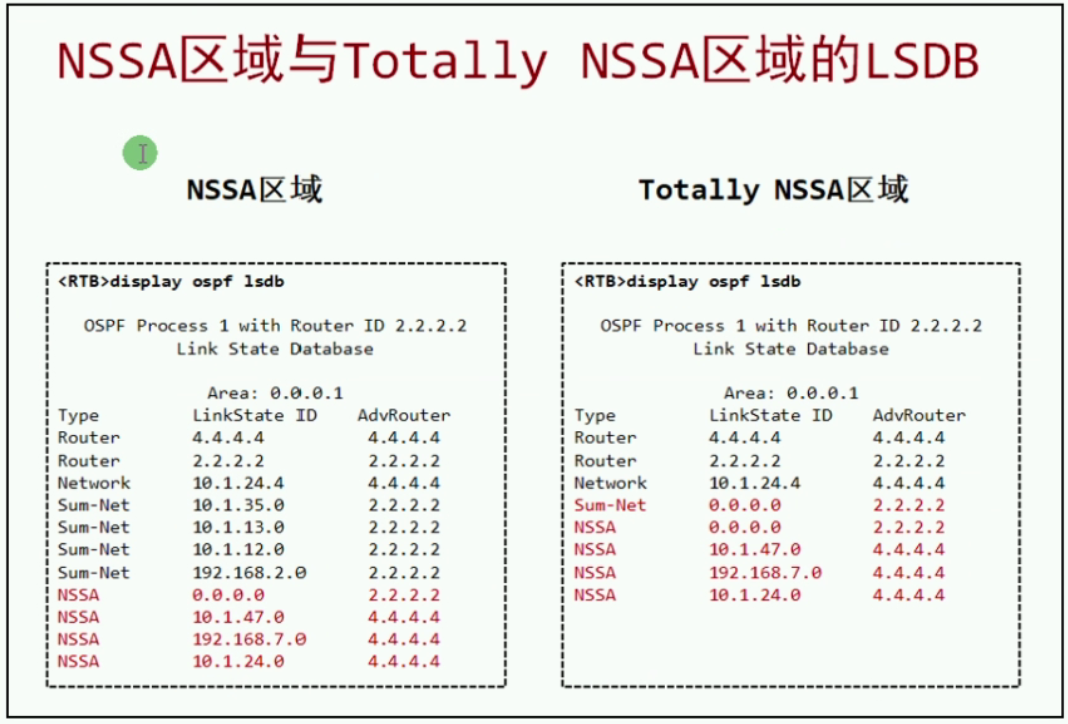 NSSA区域与Totally NSSA区域的LSDB
NSSA区域
<RTB>display ospf lsdb
OSPF Process 1 with Router ID 2.2.2.2
Link State Database
Area: 0.0.0.1
Type LinkState ID AdvRouter
Router 4.4.4.4 4.4.4.4
Router 2.2.2.2 2.2.2.2
Network 10.1.24.4 4.4.4.4
Sum-Net 10.1.35.0 2.2.2.2
Sum-Net 10.1.13.0 2.2.2.2
Sum-Net 10.1.12.0 2.2.2.2
Sum-Net 192.168.2.0 2.2.2.2
NSSA 0.0.0.0 2.2.2.2
NSSA 10.1.47.0 4.4.4.4
NSSA 192.168.7.0 4.4.4.4
NSSA 10.1.24.0 4.4.4.4
Totally NSSA区域
<RTB>display ospf lsdb
OSPF Process 1 with Router ID 2.2.2.2
Link State Database
Area: 0.0.0.1
Type LinkState ID AdvRouter
Router 4.4.4.4 4.4.4.4
Router 2.2.2.2 2.2.2.2
Network 10.1.24.4 4.4.4.4
Sum-Net 0.0.0.0 2.2.2.2
NSSA 0.0.0.0 2.2.2.2
NSSA 10.1.47.0 4.4.4.4
NSSA 192.168.7.0 4.4.4.4
NSSA 10.1.24.0 4.4.4.4